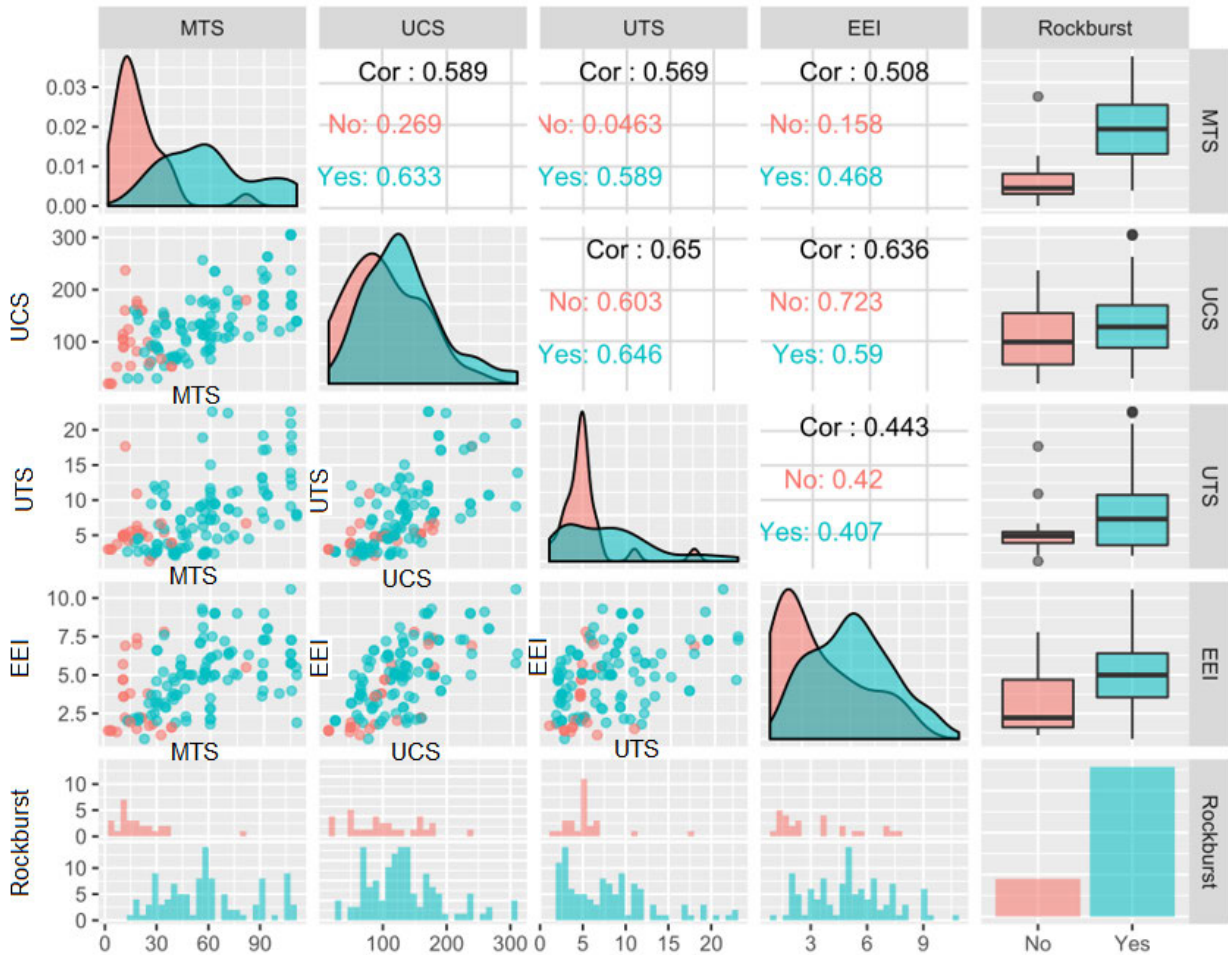 MTS UCS UTS EEI Rockburst
0.03
0.02
0.01
0.00
Cor : 0.589
No: 0.269
Yes: 0.633
Cor : 0.569
No: 0.0463
Yes: 0.589
Cor : 0.508
No: 0.158
Yes: 0.468
MTS
UCS
300
200
100
MTS
Cor : 0.65
No: 0.603
Yes: 0.646
Cor : 0.636
No: 0.723
Yes: 0.59
UCS
UTS
20
15
10
5
MTS
UTS
UCS
Cor : 0.443
No: 0.42
Yes: 0.407
UTS
EEI
10.0
7.5
5.0
2.5
MTS
EEI
UCS
EEI
UTS
EEI
Rockburst
10
5
0
10
5
0
Rockburst
0 30 60 90 100 200 300 0 5 10 15 20 3 6 9 No Yes